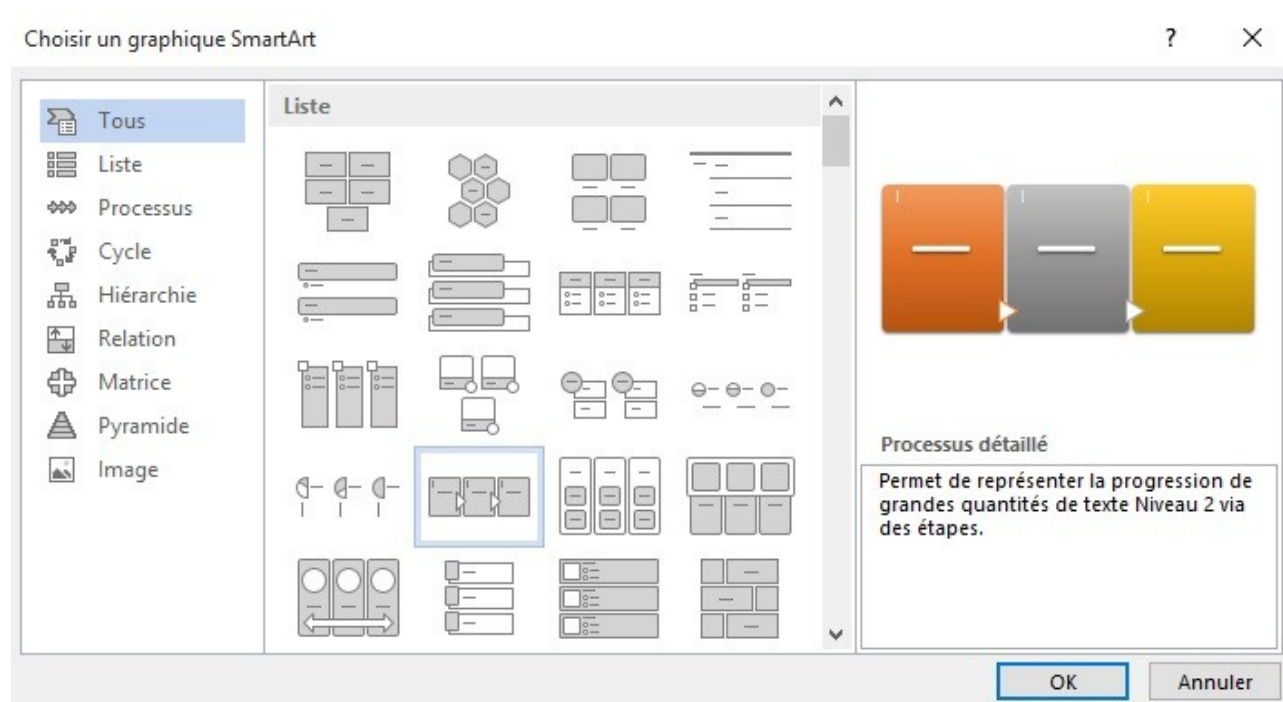 Choisir un graphique SmartArt
?
Tous
Liste
Processus
Cycle
Hiérarchie
Relation
Matrice
Pyramide
Image
Liste
Processus détaillé
Permet de représenter la progression de
grandes quantités de texte Niveau 2 via
des étapes.
OK
Annuler